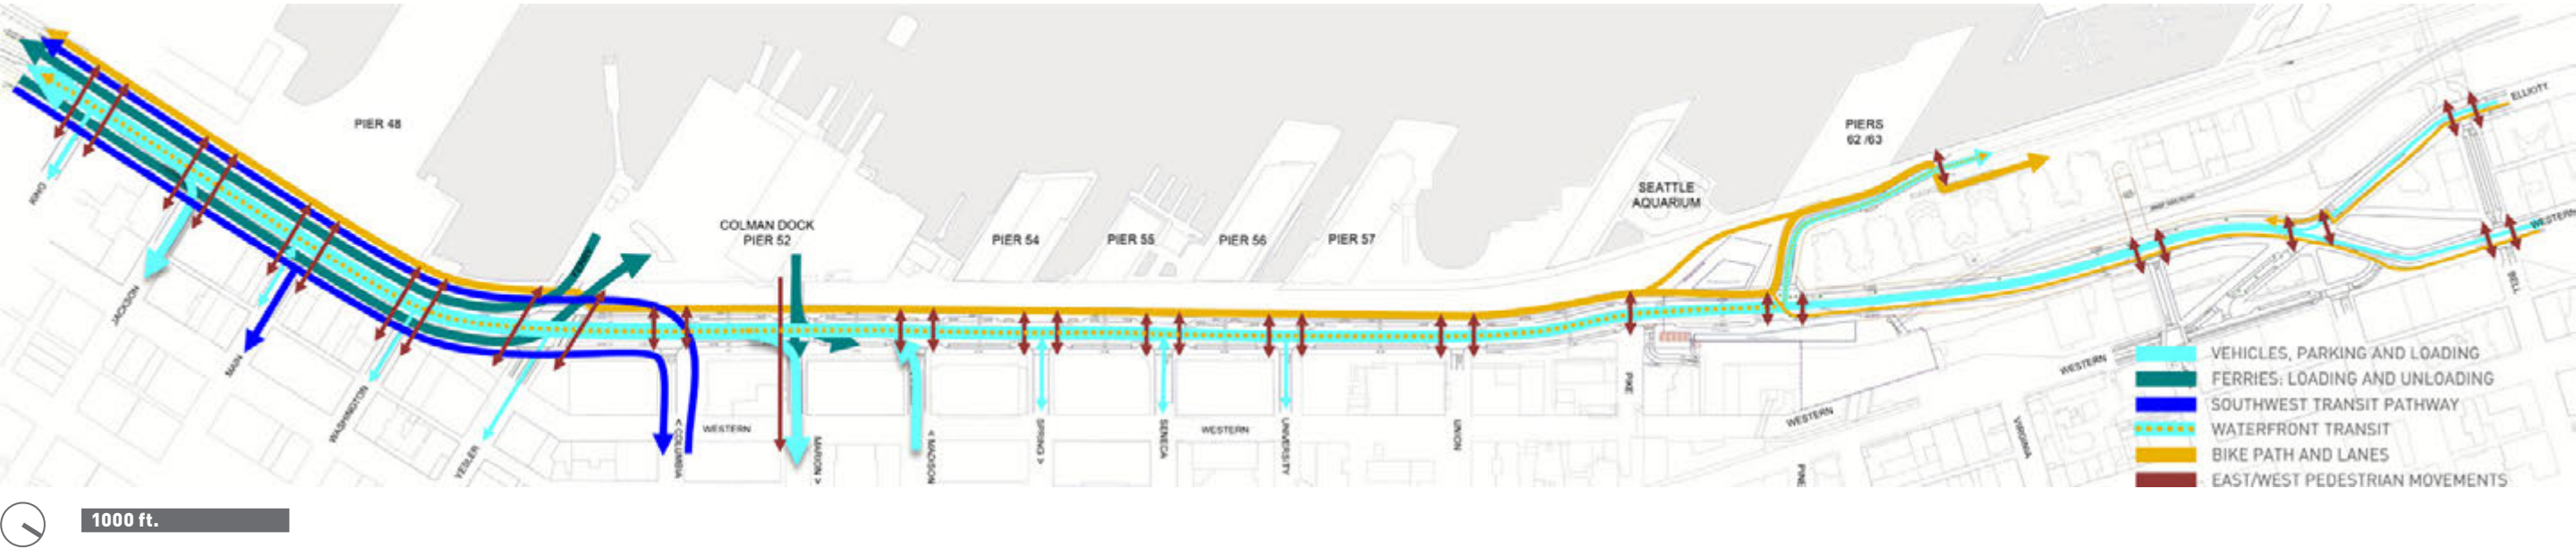 PIER 48
COLMAN DOCK
PIER 52
PIER 54
PIER 55
PIER 56
PIER 57
SEATTLE
AQUARIUM
PIERS
62 /63
ELLIOTT
WESTERN
BELL
KING
JACKSON
MAIN
WASHINGTON
YESLER
< COLUMBIA
WESTERN
MARION >
< MADISON
SPRING >
SENECA
WESTERN
UNIVERSITY
UNION
PIKE
PINE
WESTERN
VIRGINIA
WESTERN
VEHICLES, PARKING AND LOADING
FERRIES: LOADING AND UNLOADING
SOUTHWEST TRANSIT PATHWAY
WATERFRONT TRANSIT
BIKE PATH AND LANES
EAST/WEST PEDESTRIAN MOVEMENTS
1000 ft.